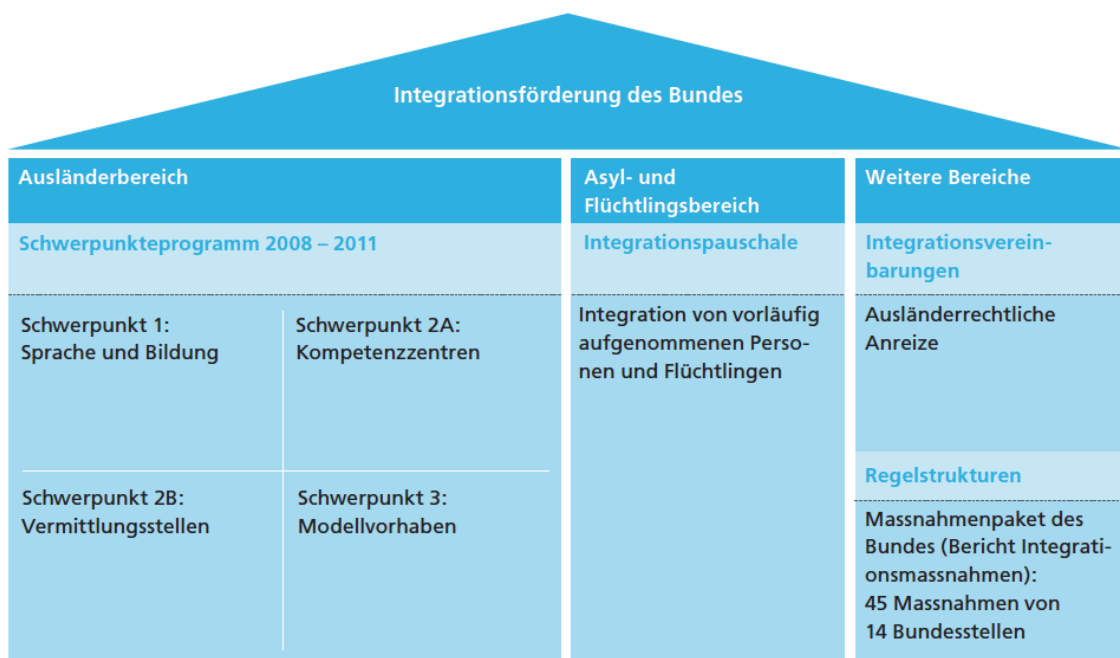 Integrationsförderung des Bundes
Ausländerbereich
Schwerpunkteprogramm 2008 – 2011
Schwerpunkt 1:
Sprache und Bildung
Schwerpunkt 2A:
Kompetenzzentren
Schwerpunkt 2B:
Vermittlungsstellen
Schwerpunkt 3:
Modellvorhaben
Asyl- und
Flüchtlingsbereich
Integrationspauschale
Integration von vorläufig
aufgenommenen Perso-
nen und Flüchtlingen
Weitere Bereiche
Integrationsverein-
barungen
Ausländerrechtliche
Anreize
Regelstrukturen
Massnahmenpaket des
Bundes (Bericht Integrati-
onsmassnahmen):
45 Massnahmen von
14 Bundesstellen